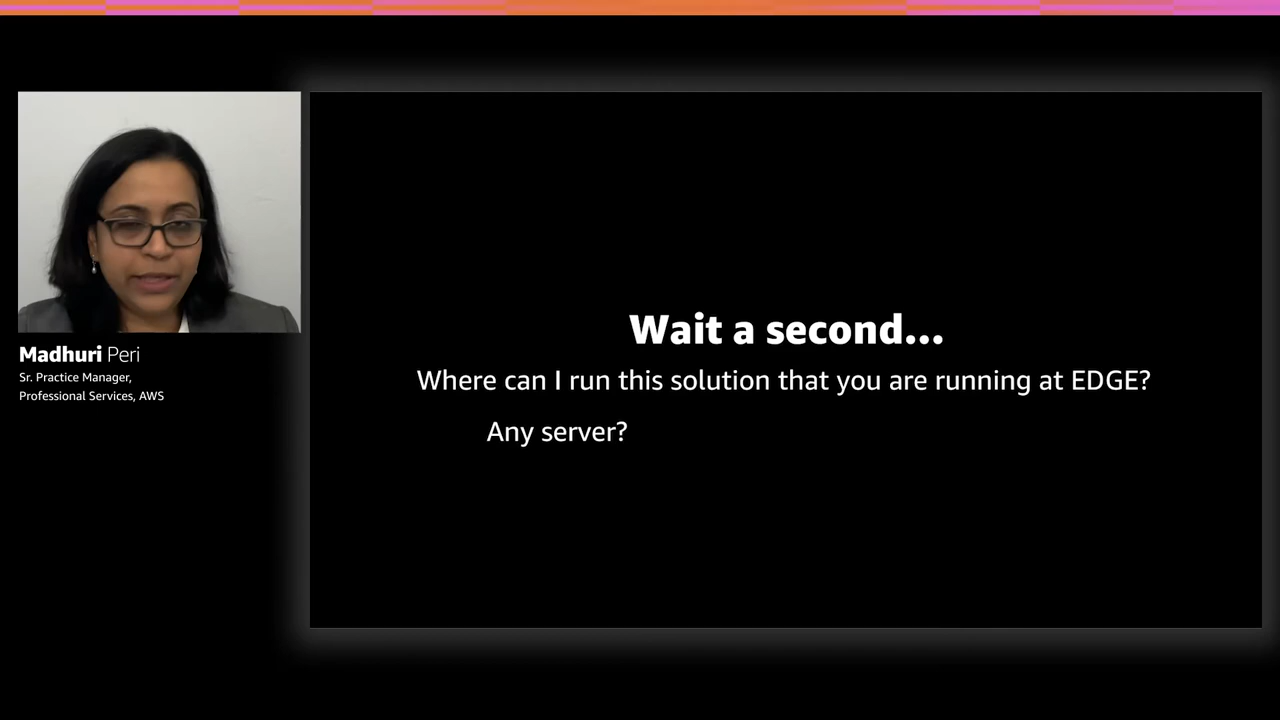 Madhuri Peri
Sr. Practice Manager,
Professional Services, AWS
Wait a second...
Where can I run this solution that you are running at EDGE?
Any server?